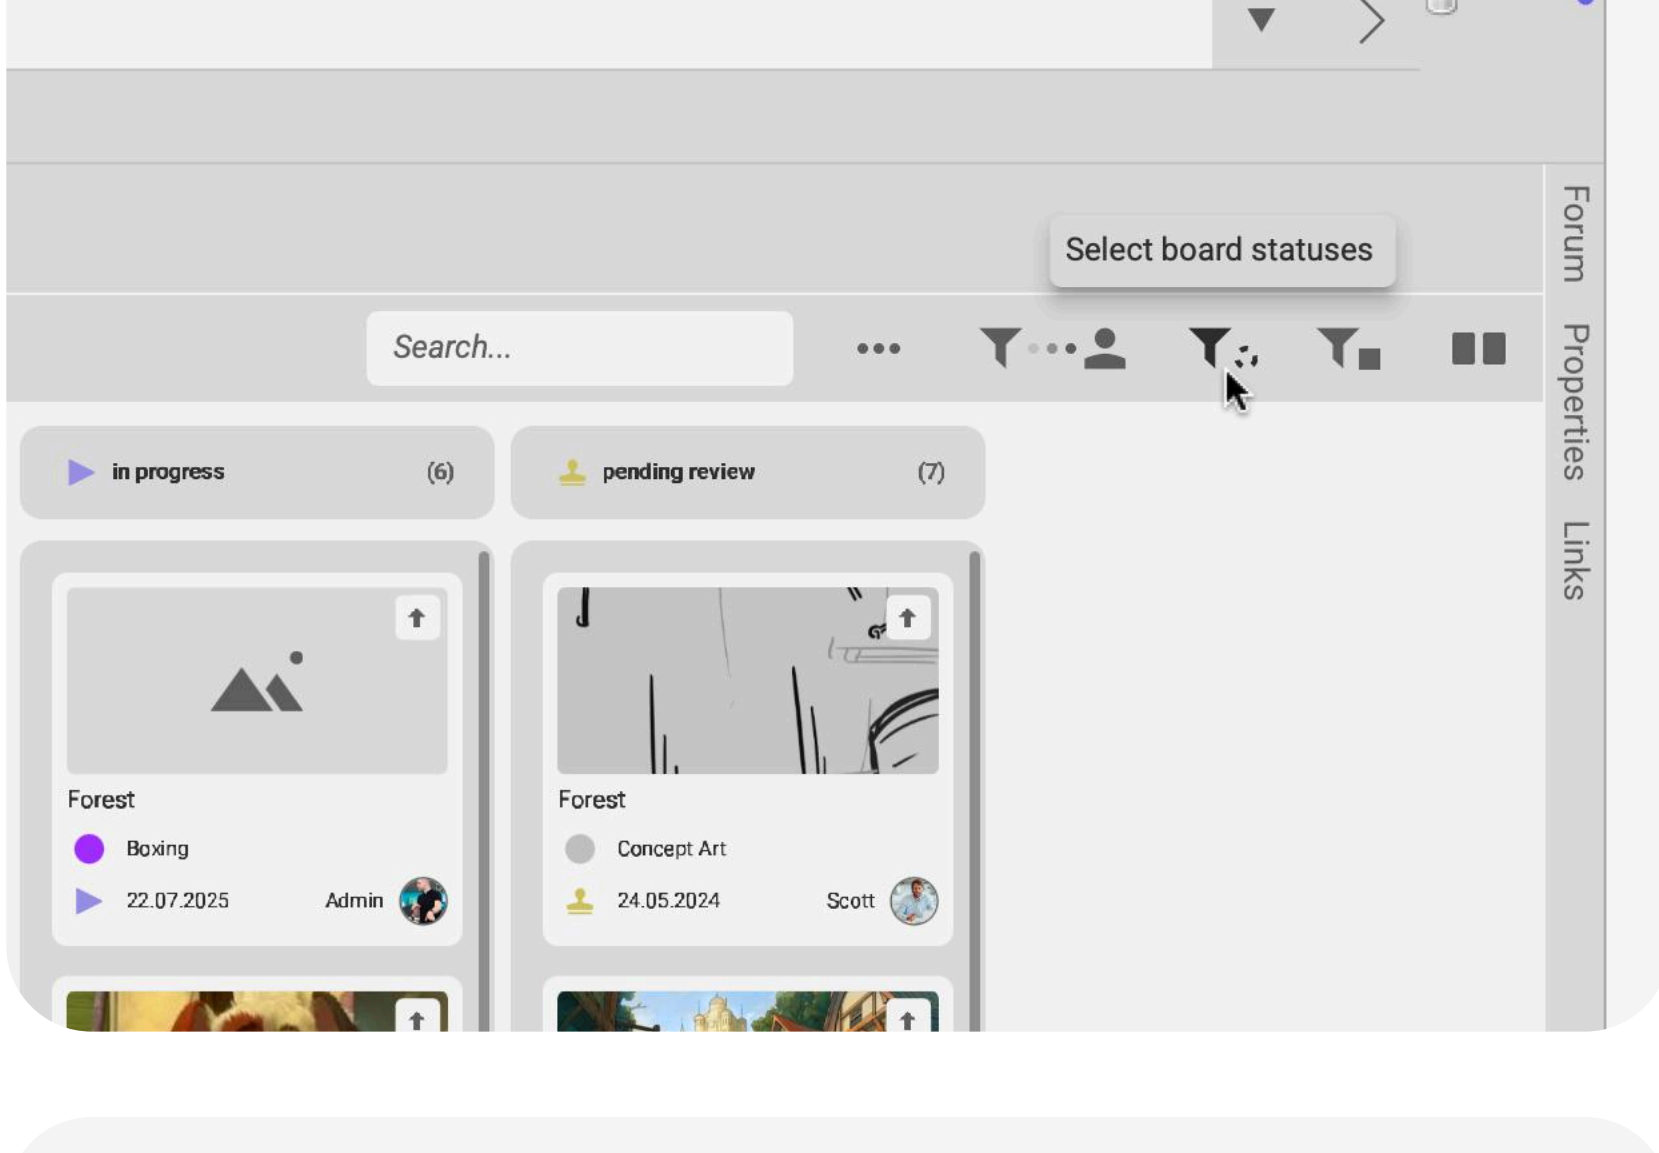 Select board statuses
Search...
in progress (6)
pending review (7)
Forest
Boxing
22.07.2025 Admin
Forest
Concept Art
24.05.2024 Scott
Forum
Properties
Links